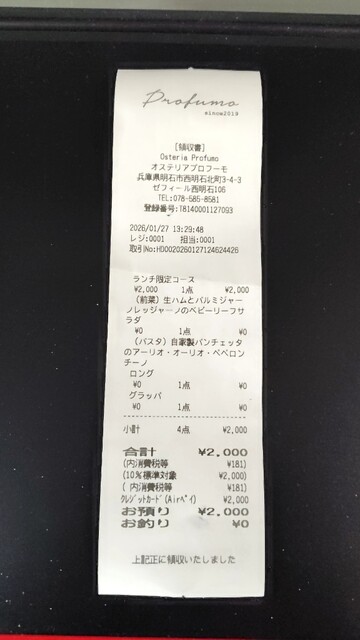 Profumo
since2019
[領収書]
Osteria Profumo
オステリアプロフーモ
兵庫県明石市西明石北町3-4-3
ゼフィール西明石106
TEL:078-585-8581
登録番号:T8140001127093
2026/01/27 13:29:48
レジ:0001 担当:0001
取引No:HD00202601271246244​26
ランチ限定コース
¥2,000 1点 ¥2,000
(前菜)生ハムとパルミジャー
ノレッジャーノのベビーリーフサ
ラダ
¥0 1点 ¥0
(パスタ)自家製パンチェッタ
のアーリオ・オーリオ・ペペロン
チーノ
ロング
¥0 1点 ¥0
グラッパ
¥0 1点 ¥0
小計 4点 ¥2,000
合計 ¥2,000
(内消費税等 ¥181)
(10%標準対象 ¥2,000)
(内消費税等 ¥181)
クレジットカード(Airペイ) ¥2,000
お預り ¥2,000
お釣り ¥0
上記正に領収いたしました